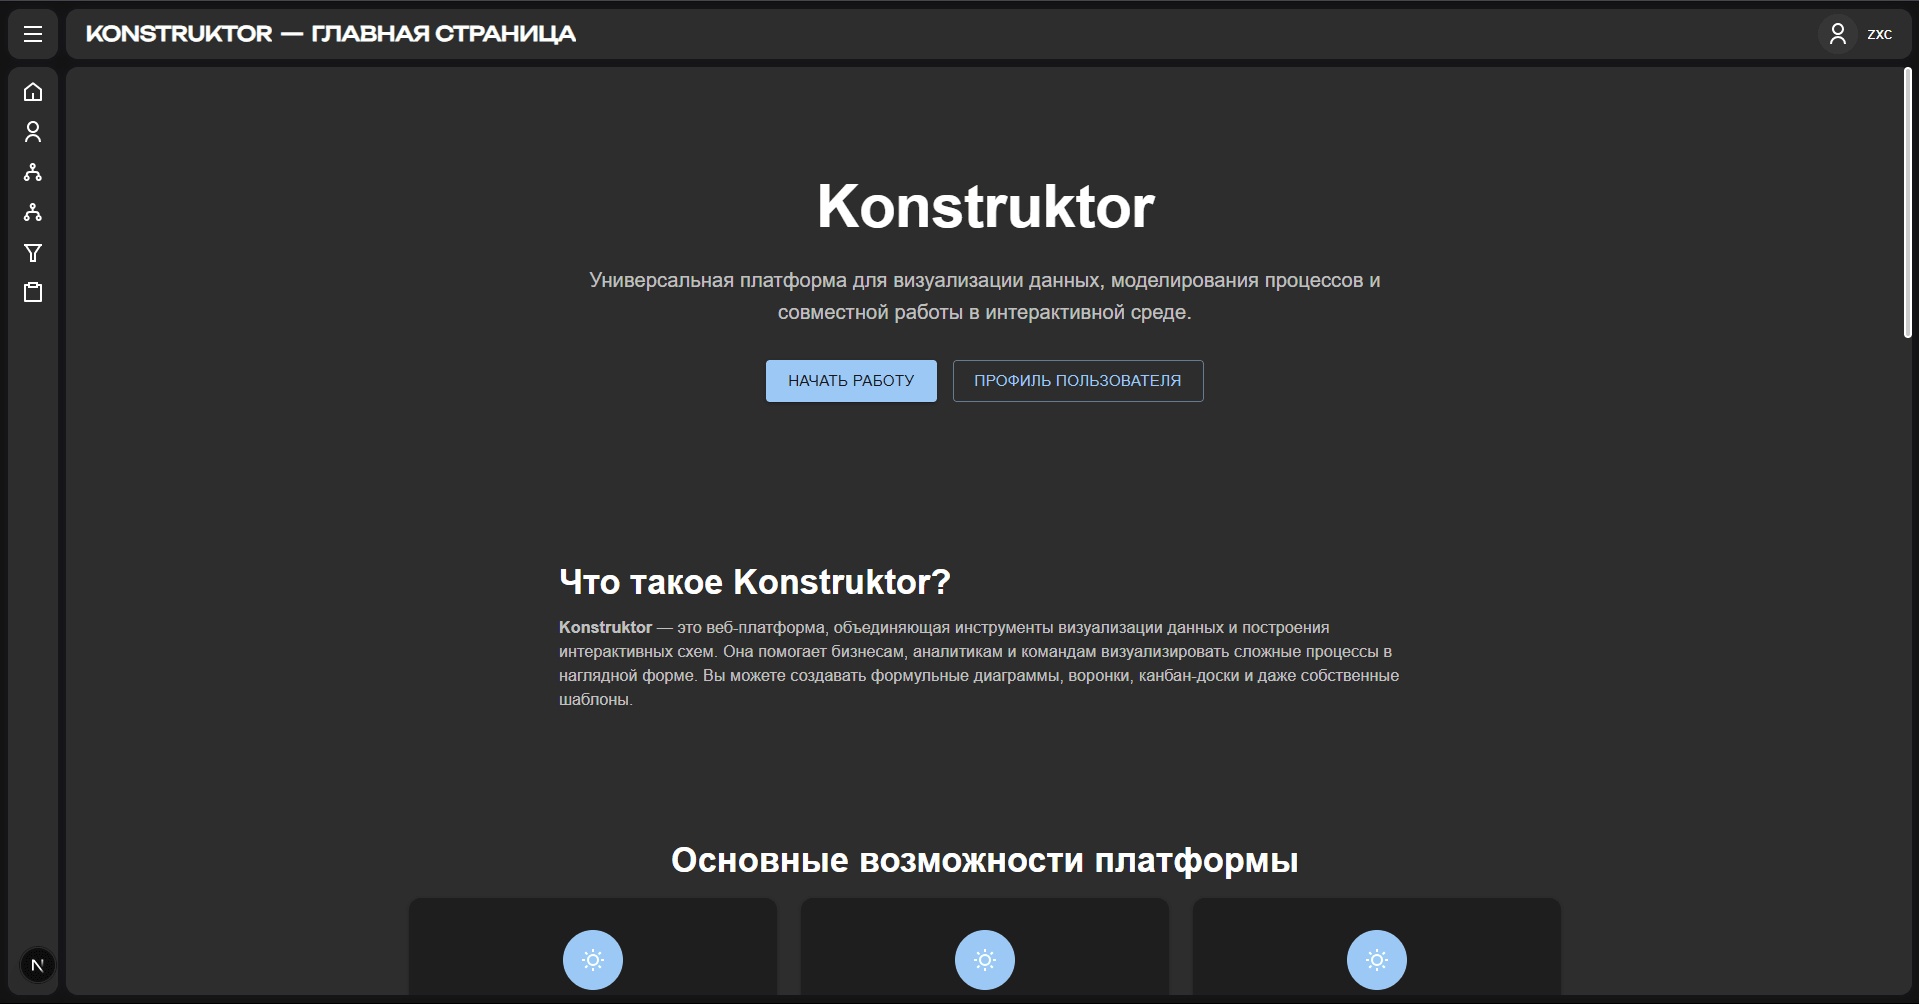 KONSTRUKTOR — ГЛАВНАЯ СТРАНИЦА
zxc
Konstruktor
Универсальная платформа для визуализации данных, моделирования процессов и
совместной работы в интерактивной среде.
НАЧАТЬ РАБОТУ
ПРОФИЛЬ ПОЛЬЗОВАТЕЛЯ
Что такое Konstruktor?
Konstruktor — это веб-платформа, объединяющая инструменты визуализации данных и построения
интерактивных схем. Она помогает бизнесам, аналитикам и командам визуализировать сложные процессы в
наглядной форме. Вы можете создавать формульные диаграммы, воронки, канбан-доски и даже собственные
шаблоны.
Основные возможности платформы
N